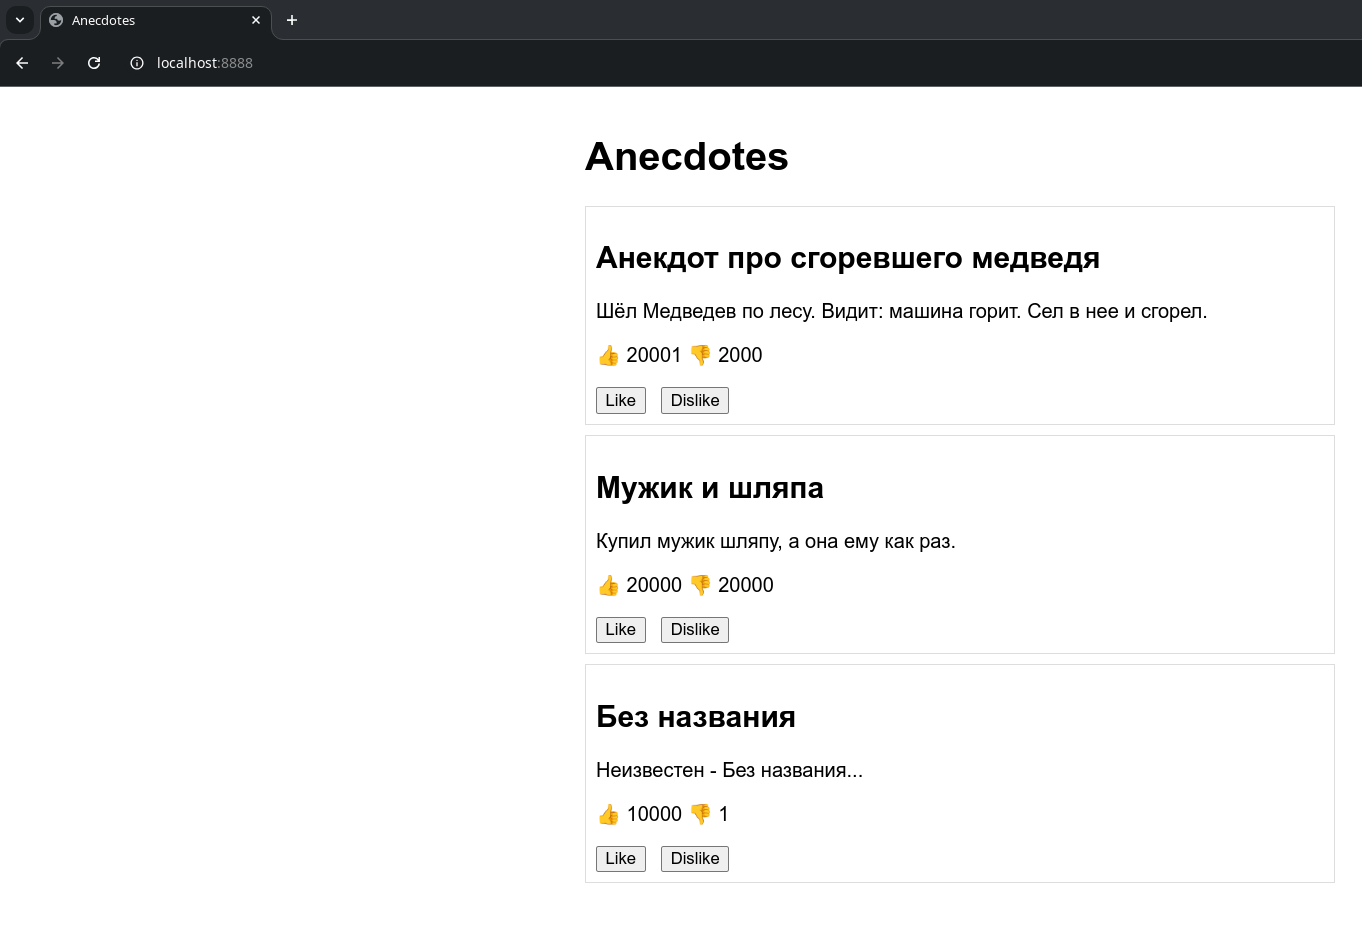 Anecdotes
localhost:8888
Anecdotes
Анекдот про сгоревшего медведя
Шёл Медведев по лесу. Видит: машина горит. Сел в нее и сгорел.
👍 20001 👎 2000
Like Dislike
Мужик и шляпа
Купил мужик шляпу, а она ему как раз.
👍 20000 👎 20000
Like Dislike
Без названия
Неизвестен - Без названия...
👍 10000 👎 1
Like Dislike